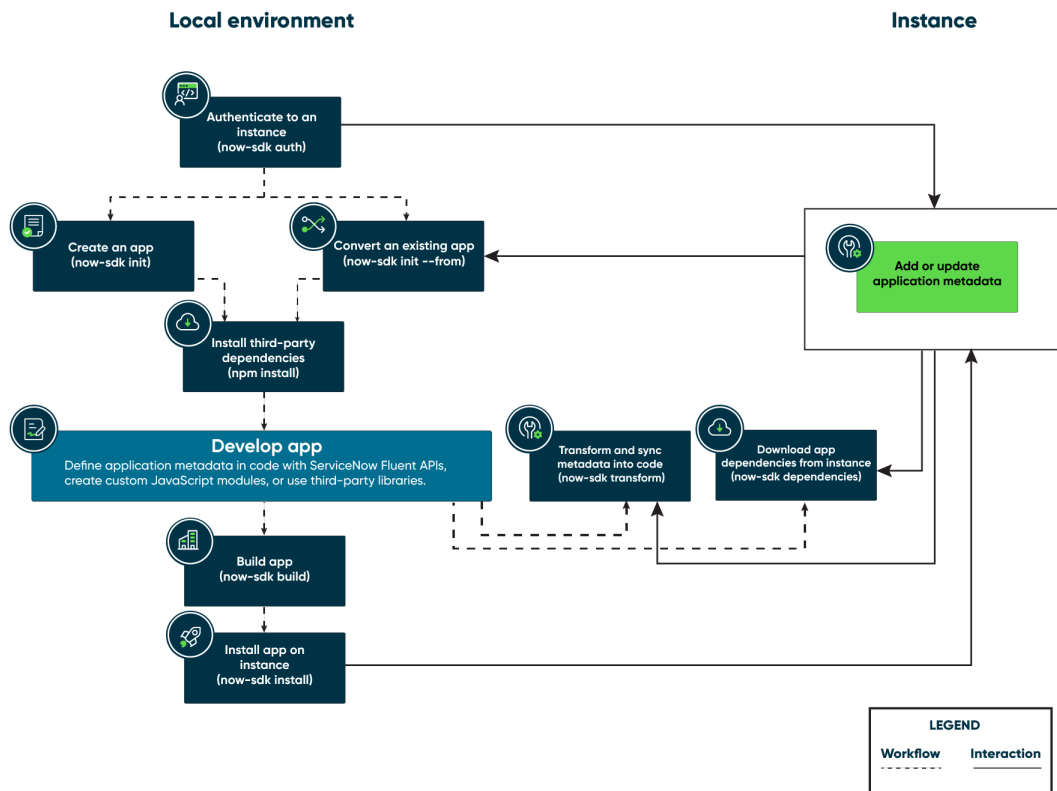 Local environment
Instance
Authenticate to an
instance
(now-sdk auth)
Create an app
(now-sdk init)
Convert an existing app
(now-sdk init --from)
Add or update
application metadata
Install third-party
dependencies
(npm install)
Develop app
Define application metadata in code with ServiceNow Fluent APIs,
create custom JavaScript modules, or use third-party libraries.
Transform and sync
metadata into code
(now-sdk transform)
Download app
dependencies from instance
(now-sdk dependencies)
Build app
(now-sdk build)
Install app on
instance
(now-sdk install)
LEGEND
Workflow
Interaction